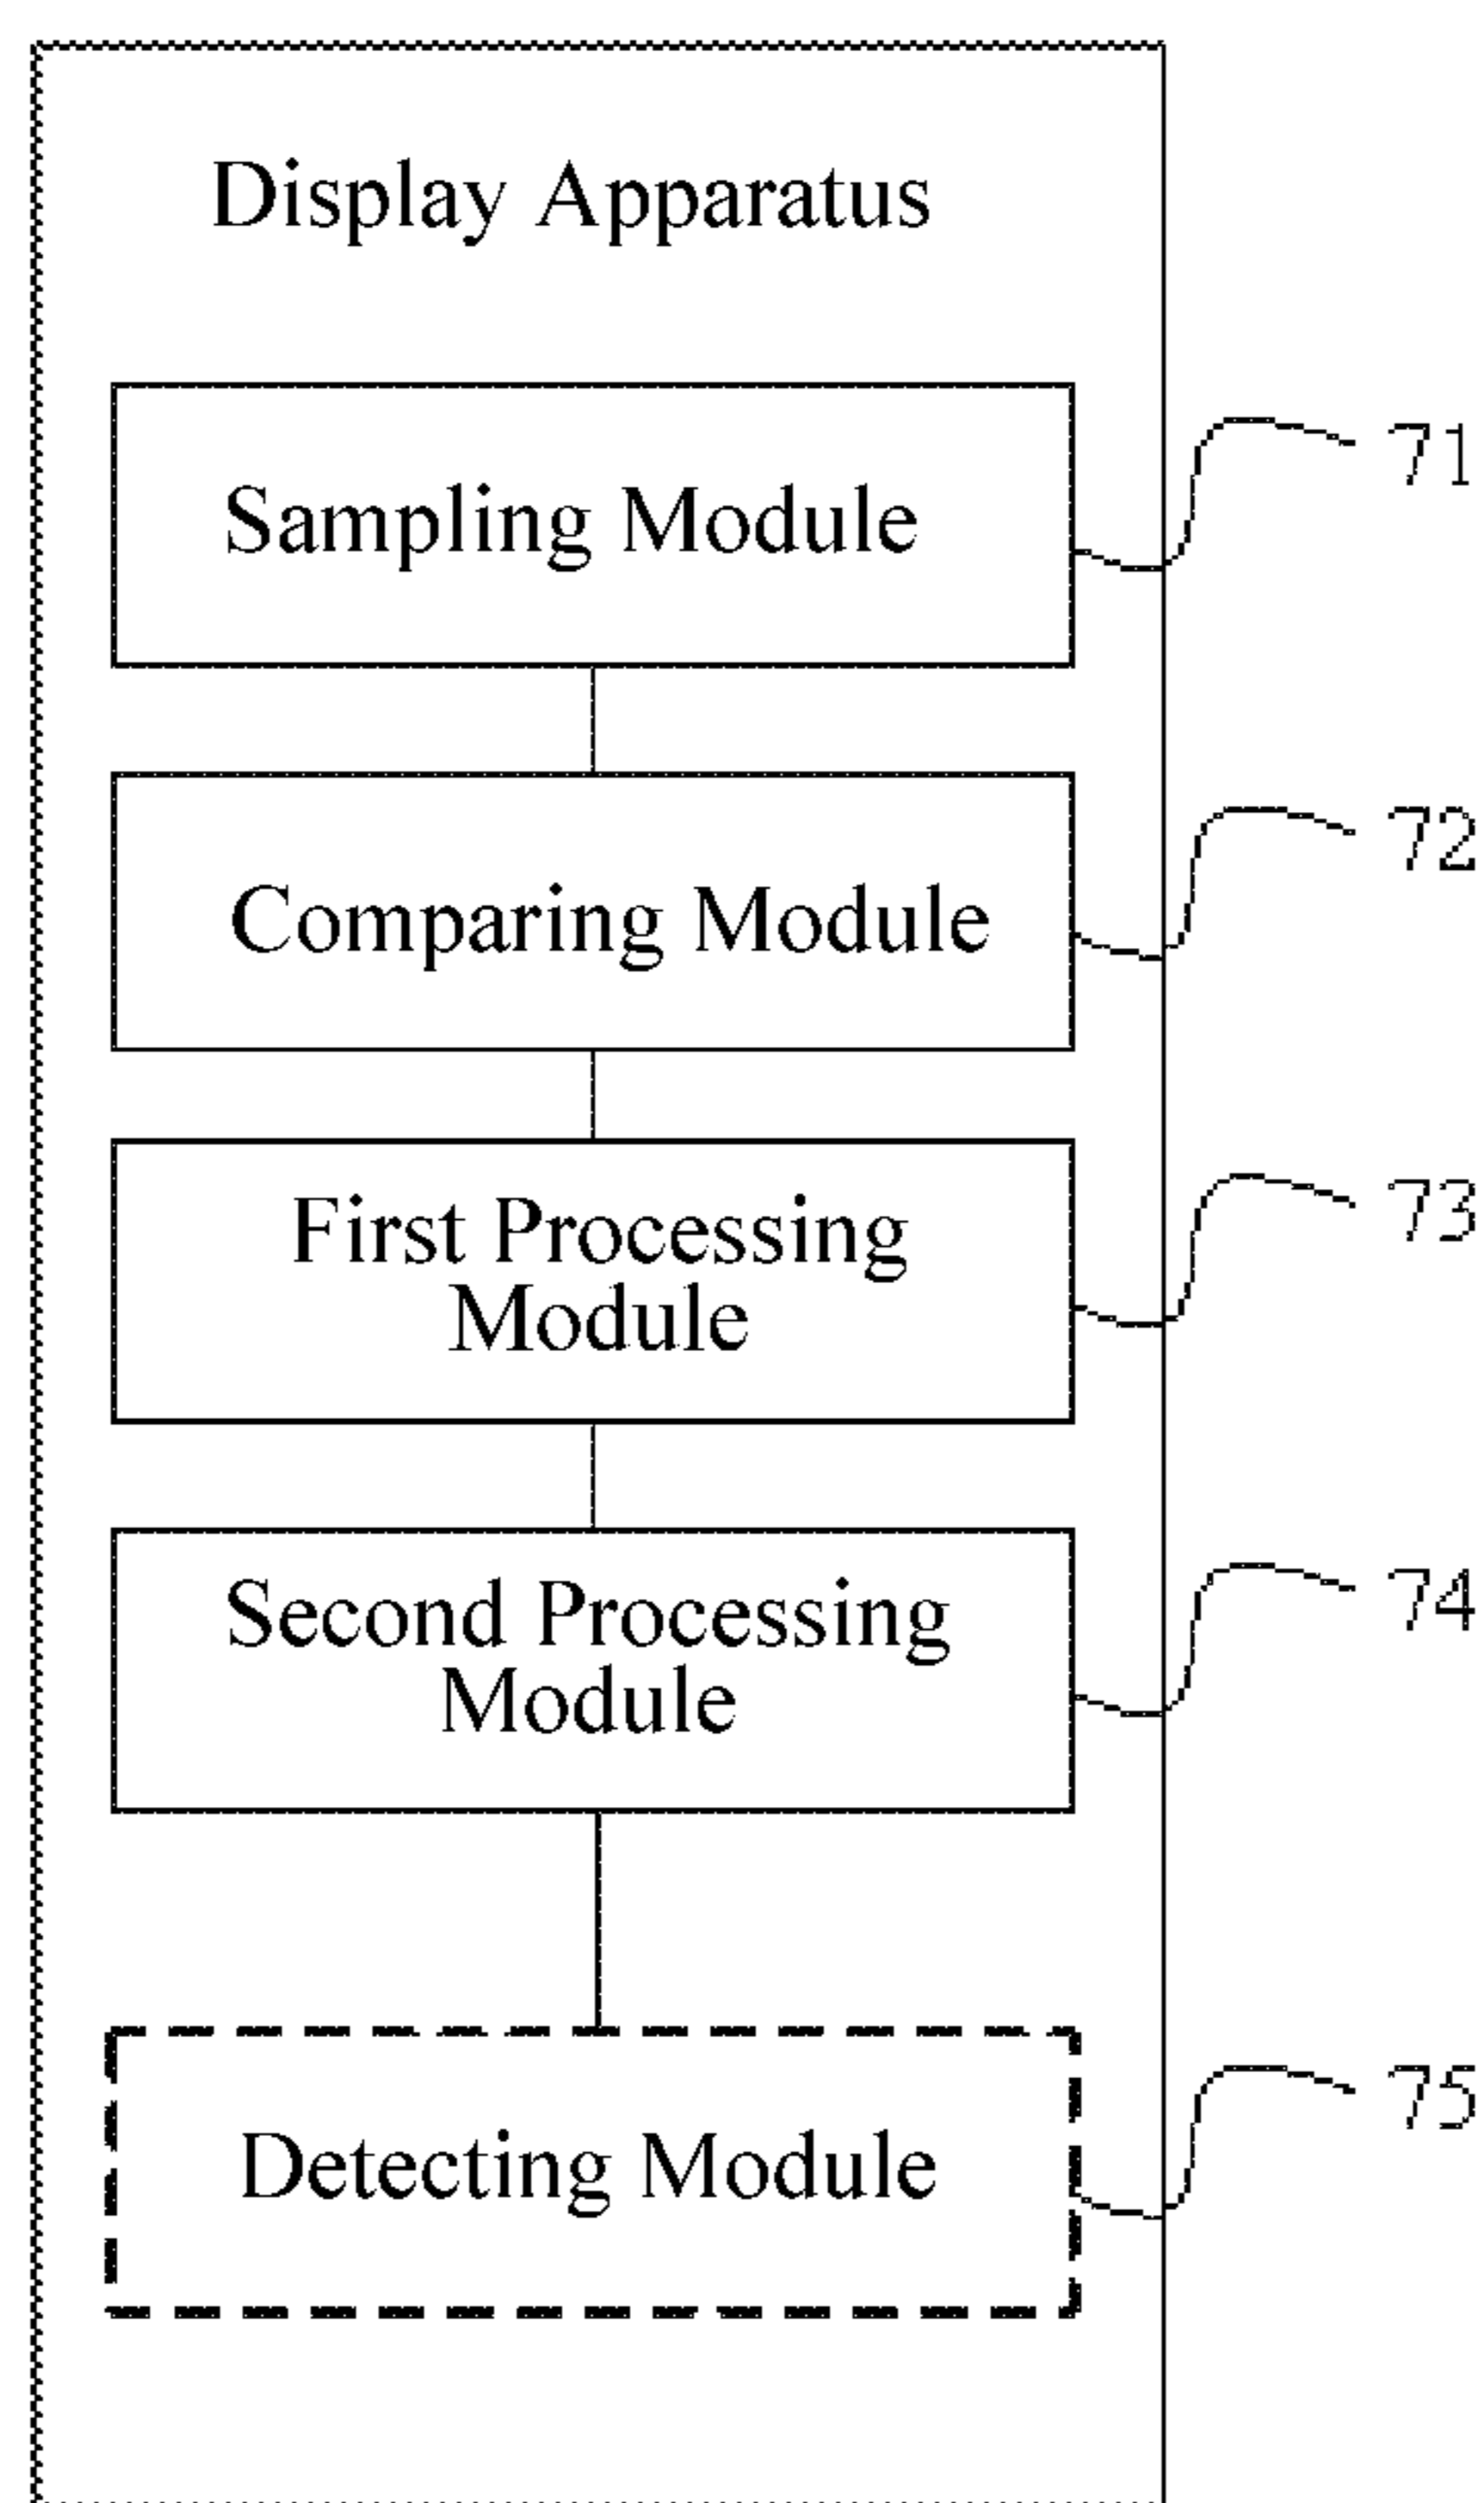 Display Apparatus
Sampling Module
71
Comparing Module
72
First Processing
Module
73
Second Processing
Module
74
Detecting Module
75